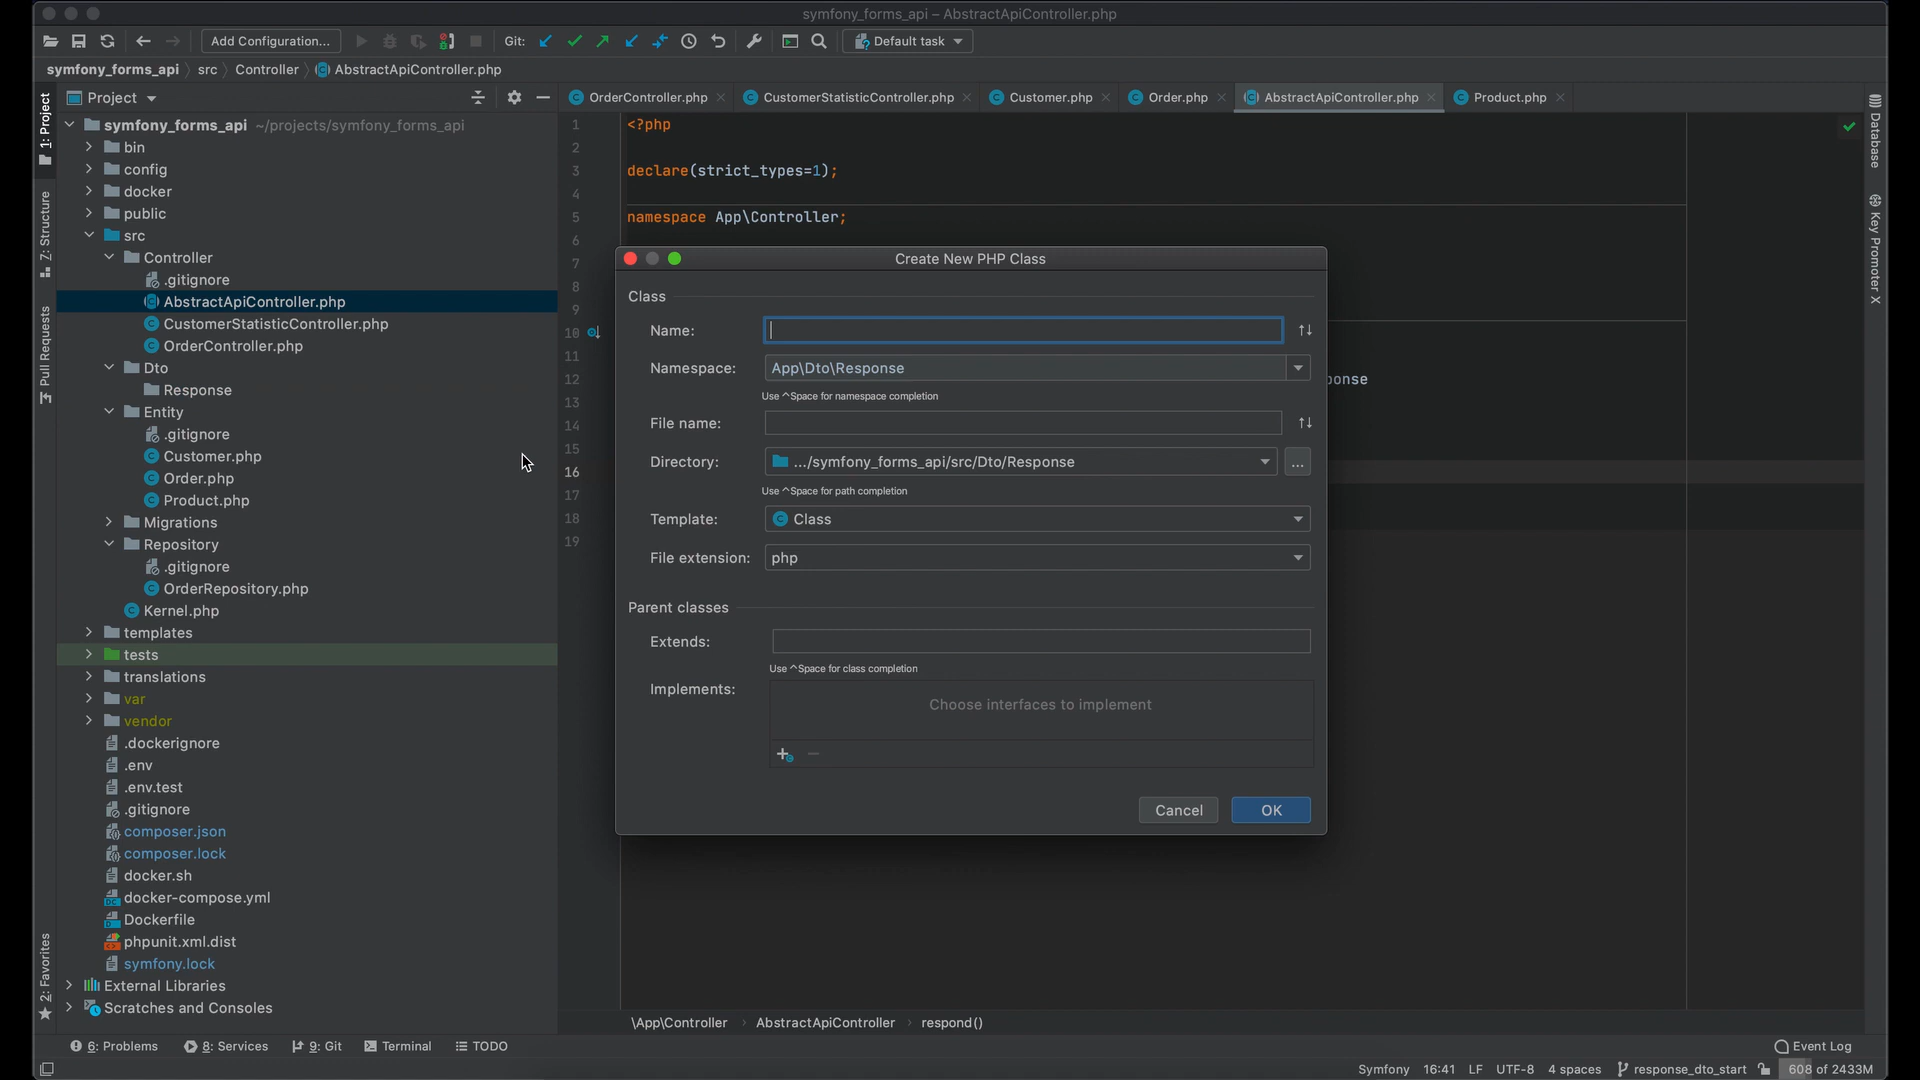 symfony_forms_api – AbstractApiController.php
Add Configuration...
Git:
Default task
symfony_forms_api
src
Controller
AbstractApiController.php
Project
OrderController.php
CustomerStatisticController.php
Customer.php
Order.php
AbstractApiController.php
Product.php
1: Project
Z: Structure
Pull Requests
2: Favorites
Database
Key Promoter X
symfony_forms_api ~/projects/symfony_forms_api
bin
config
docker
public
src
Controller
.gitignore
AbstractApiController.php
CustomerStatisticController.php
OrderController.php
Dto
Response
Entity
.gitignore
Customer.php
Order.php
Product.php
Migrations
Repository
.gitignore
OrderRepository.php
Kernel.php
templates
tests
translations
var
vendor
.dockerignore
.env
.env.test
.gitignore
composer.json
composer.lock
docker.sh
docker-compose.yml
Dockerfile
phpunit.xml.dist
symfony.lock
External Libraries
Scratches and Consoles
1 <?php
2
3 declare(strict_types=1);
4
5 namespace App\Controller;
6
7
8
9
10
11
12 ponse
13
14
15
16
17
18
19
Create New PHP Class
Class
Name:
Namespace: App\Dto\Response
Use ^Space for namespace completion
File name:
Directory: .../symfony_forms_api/src/Dto/Response ...
Use ^Space for path completion
Template: Class
File extension: php
Parent classes
Extends:
Use ^Space for class completion
Implements:
Choose interfaces to implement
Cancel
OK
\App\Controller
AbstractApiController
respond()
6: Problems
8: Services
9: Git
Terminal
TODO
Event Log
Symfony
16:41
LF
UTF-8
4 spaces
response_dto_start
608 of 2433M